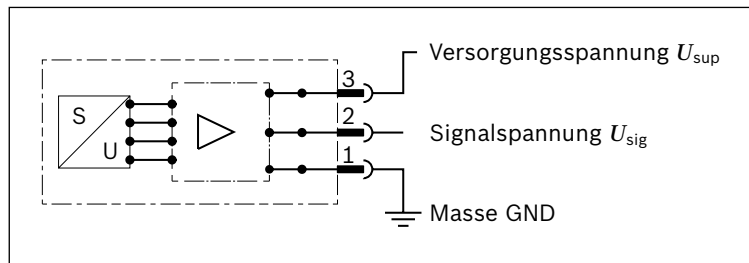 3 Versorgungsspannung Usup
S
U
2 Signalspannung Usig
1
Masse GND